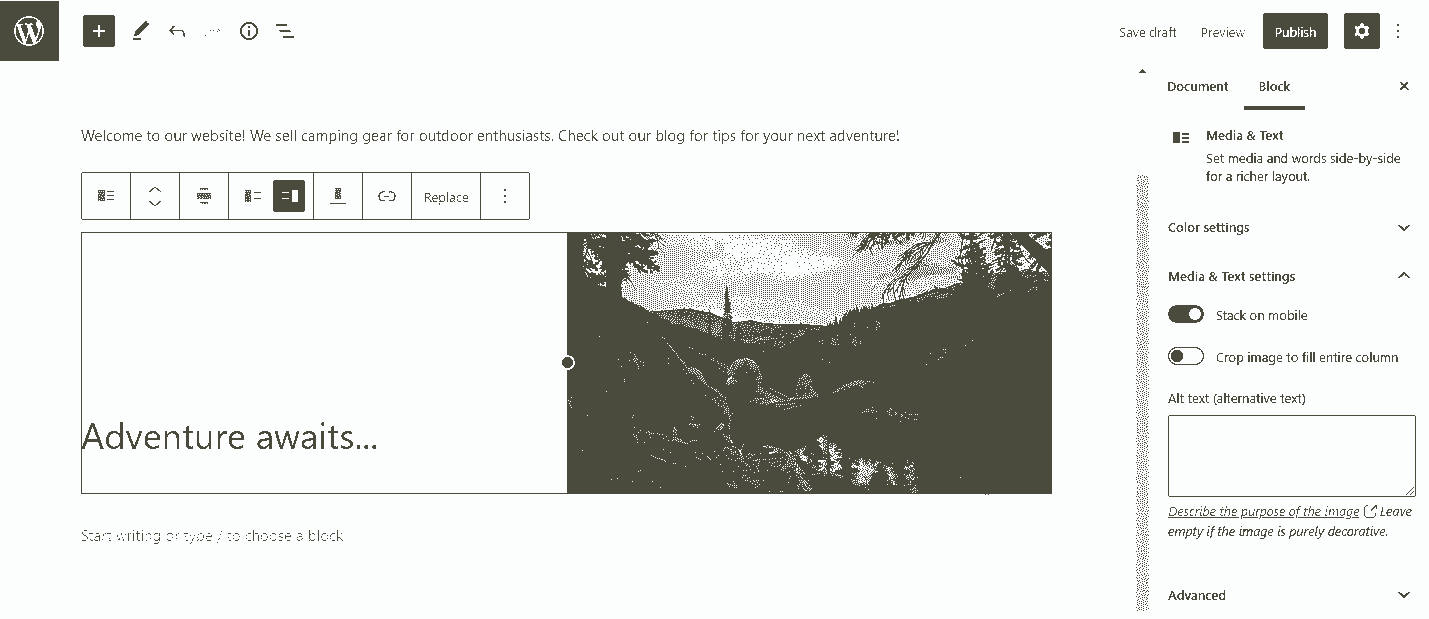 Save draft
Preview
Publish
Document
Block
Welcome to our website! We sell camping gear for outdoor enthusiasts. Check out our blog for tips for your next adventure!
Replace
Adventure awaits...
Start writing or type / to choose a block
Media & Text
Set media and words side-by-side
for a richer layout.
Color settings
Media & Text settings
Stack on mobile
Crop image to fill entire column
Alt text (alternative text)
Describe the purpose of the image Leave
empty if the image is purely decorative.
Advanced